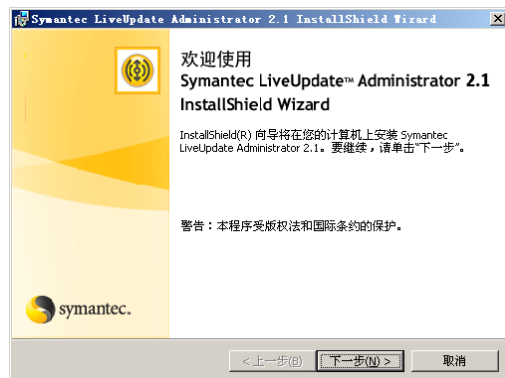 Symantec LiveUpdate Administrator 2.1 InstallShield Wizard
欢迎使用
Symantec LiveUpdate™ Administrator 2.1
InstallShield Wizard
InstallShield(R) 向导将在您的计算机上安装 Symantec
LiveUpdate Administrator 2.1。要继续，请单击“下一步”。
警告：本程序受版权法和国际条约的保护。
symantec.
< 上一步(B)
下一步(N) >
取消